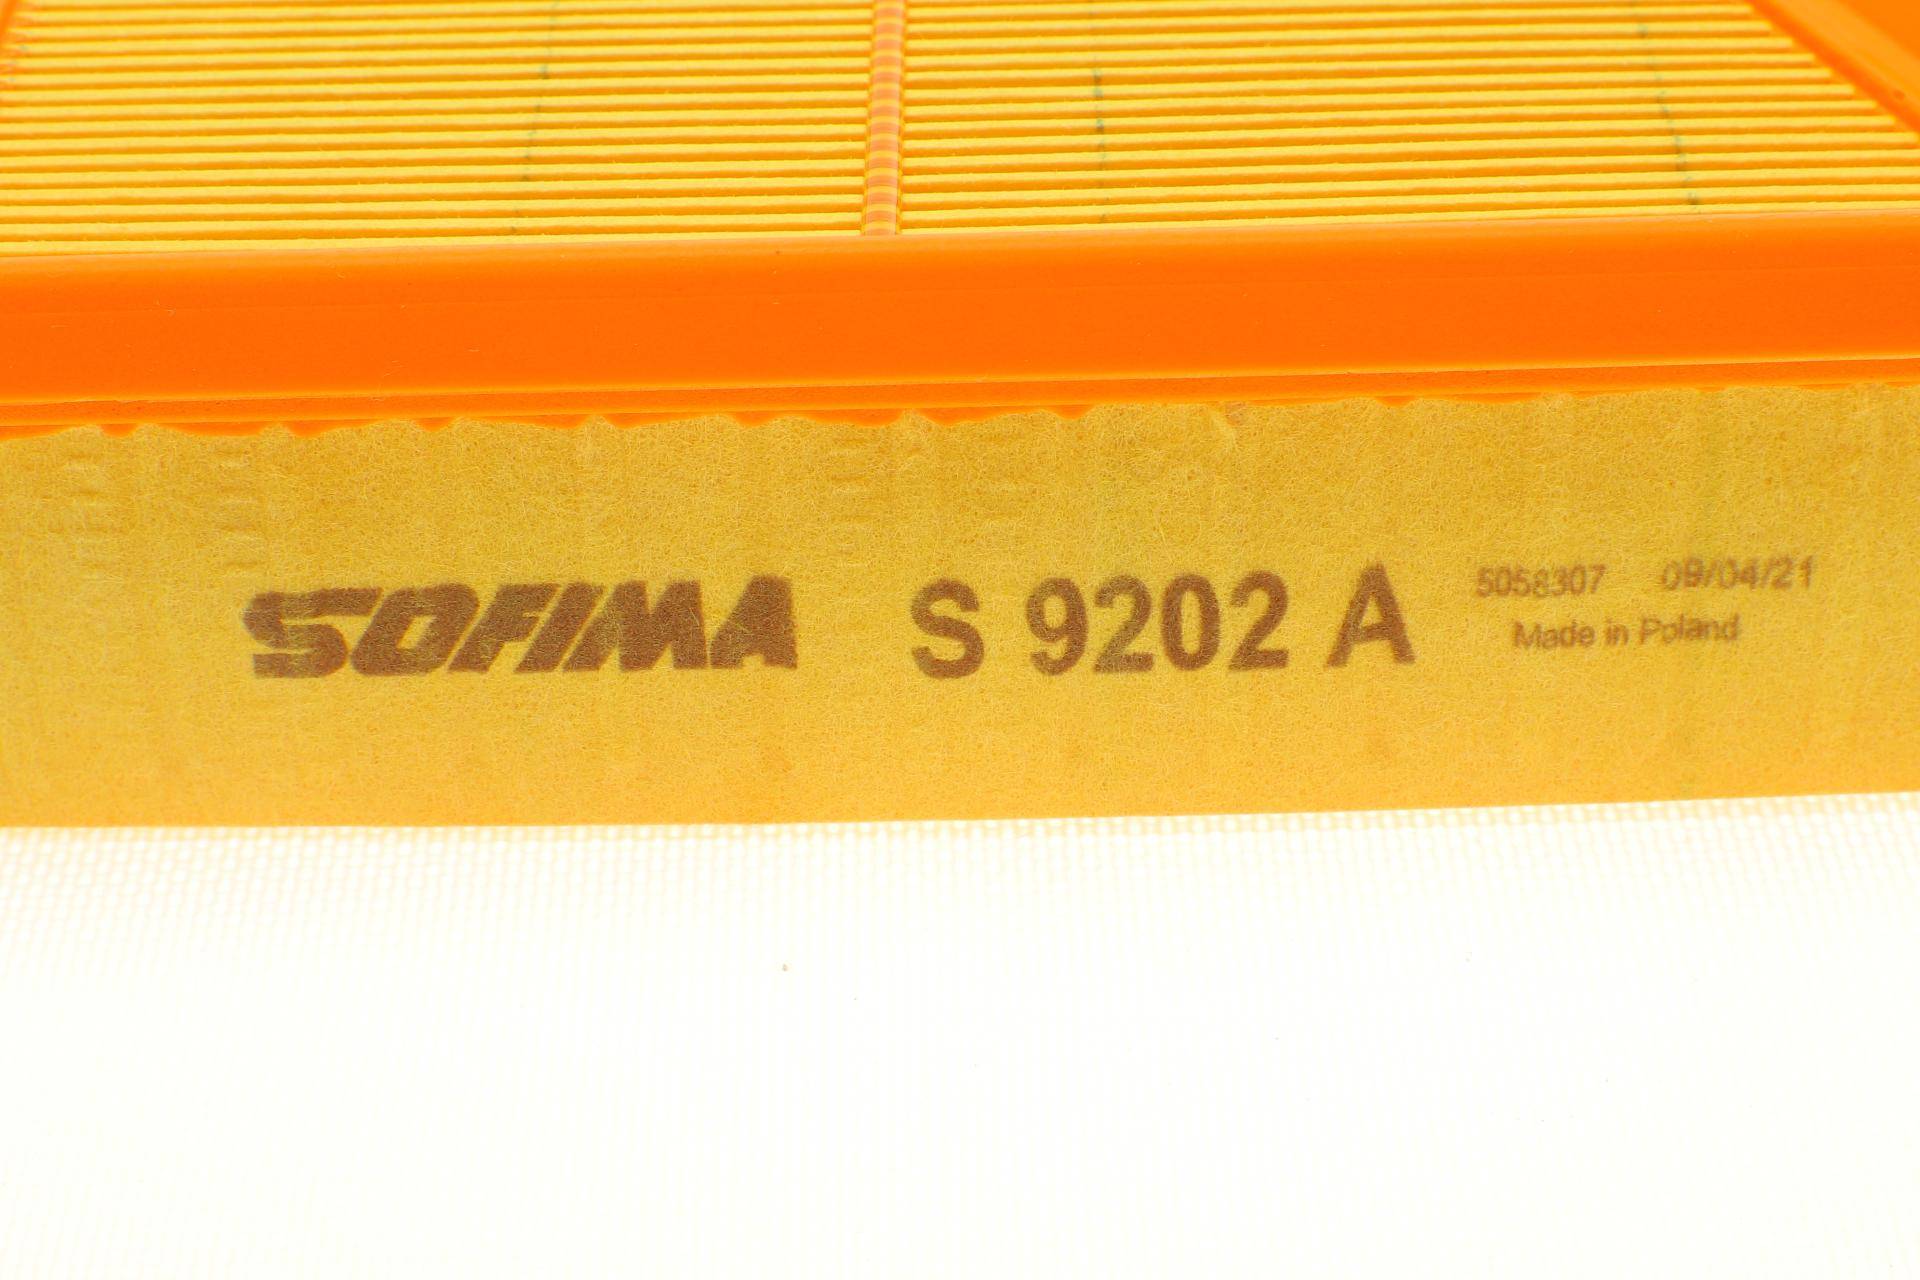 SOFIMA S 9202 A 5058307 09/04/21
Made in Poland